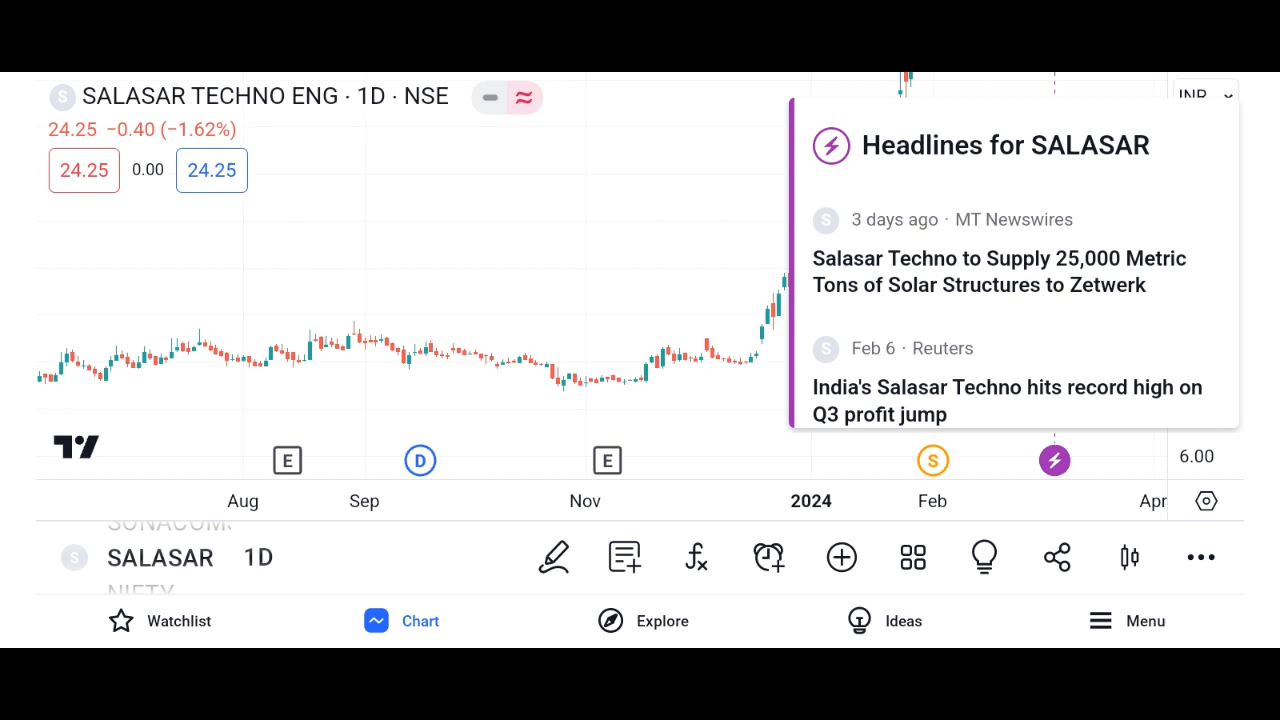 S SALASAR TECHNO ENG · 1D · NSE
24.25 −0.40 (−1.62%)
24.25 0.00 24.25
INR
Headlines for SALASAR
S 3 days ago · MT Newswires
Salasar Techno to Supply 25,000 Metric
Tons of Solar Structures to Zetwerk
S Feb 6 · Reuters
India's Salasar Techno hits record high on
Q3 profit jump
E D E S 6.00
Aug Sep Nov 2024 Feb Apr
S SALASAR 1D
NIFTY
Watchlist Chart Explore Ideas Menu